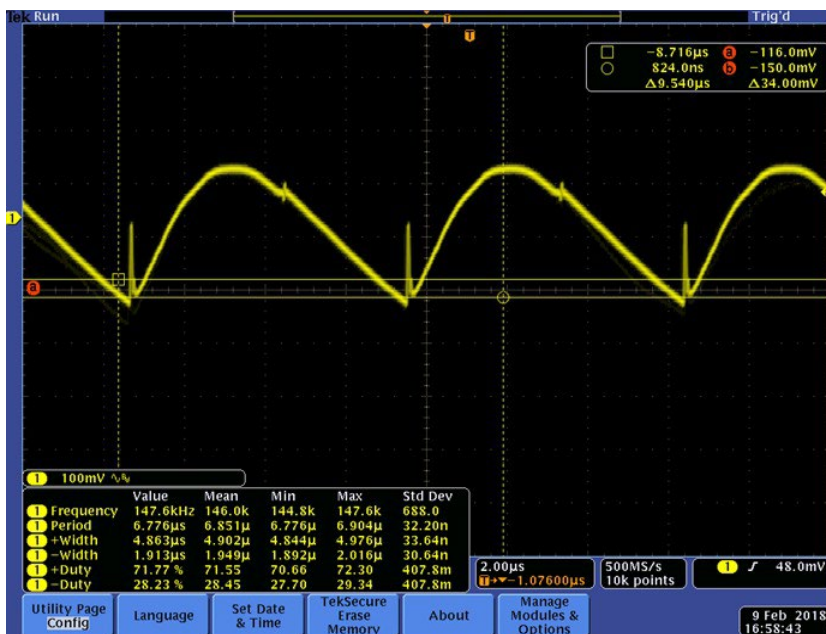 Tek Run Trig'd
T
T
−8.716µs a −116.0mV
824.0ns b −150.0mV
Δ9.540µs Δ34.00mV
1
a
1 100mV
Value Mean Min Max Std Dev
1 Frequency 147.6kHz 146.0k 144.8k 147.6k 688.0
1 Period 6.776µs 6.851µ 6.776µ 6.904µ 32.20n
1 +Width 4.863µs 4.902µ 4.844µ 4.976µ 33.64n
1 −Width 1.913µs 1.949µ 1.892µ 2.016µ 30.64n
1 +Duty 71.77 % 71.55 70.66 72.30 407.8m
1 −Duty 28.23 % 28.45 27.70 29.34 407.8m
2.00µs 500MS/s 1 48.0mV
T→▼−1.07600µs 10k points
Utility Page
Config
Language
Set Date
& Time
TekSecure
Erase
Memory
About
Manage
Modules &
Options
9 Feb 2018
16:58:43